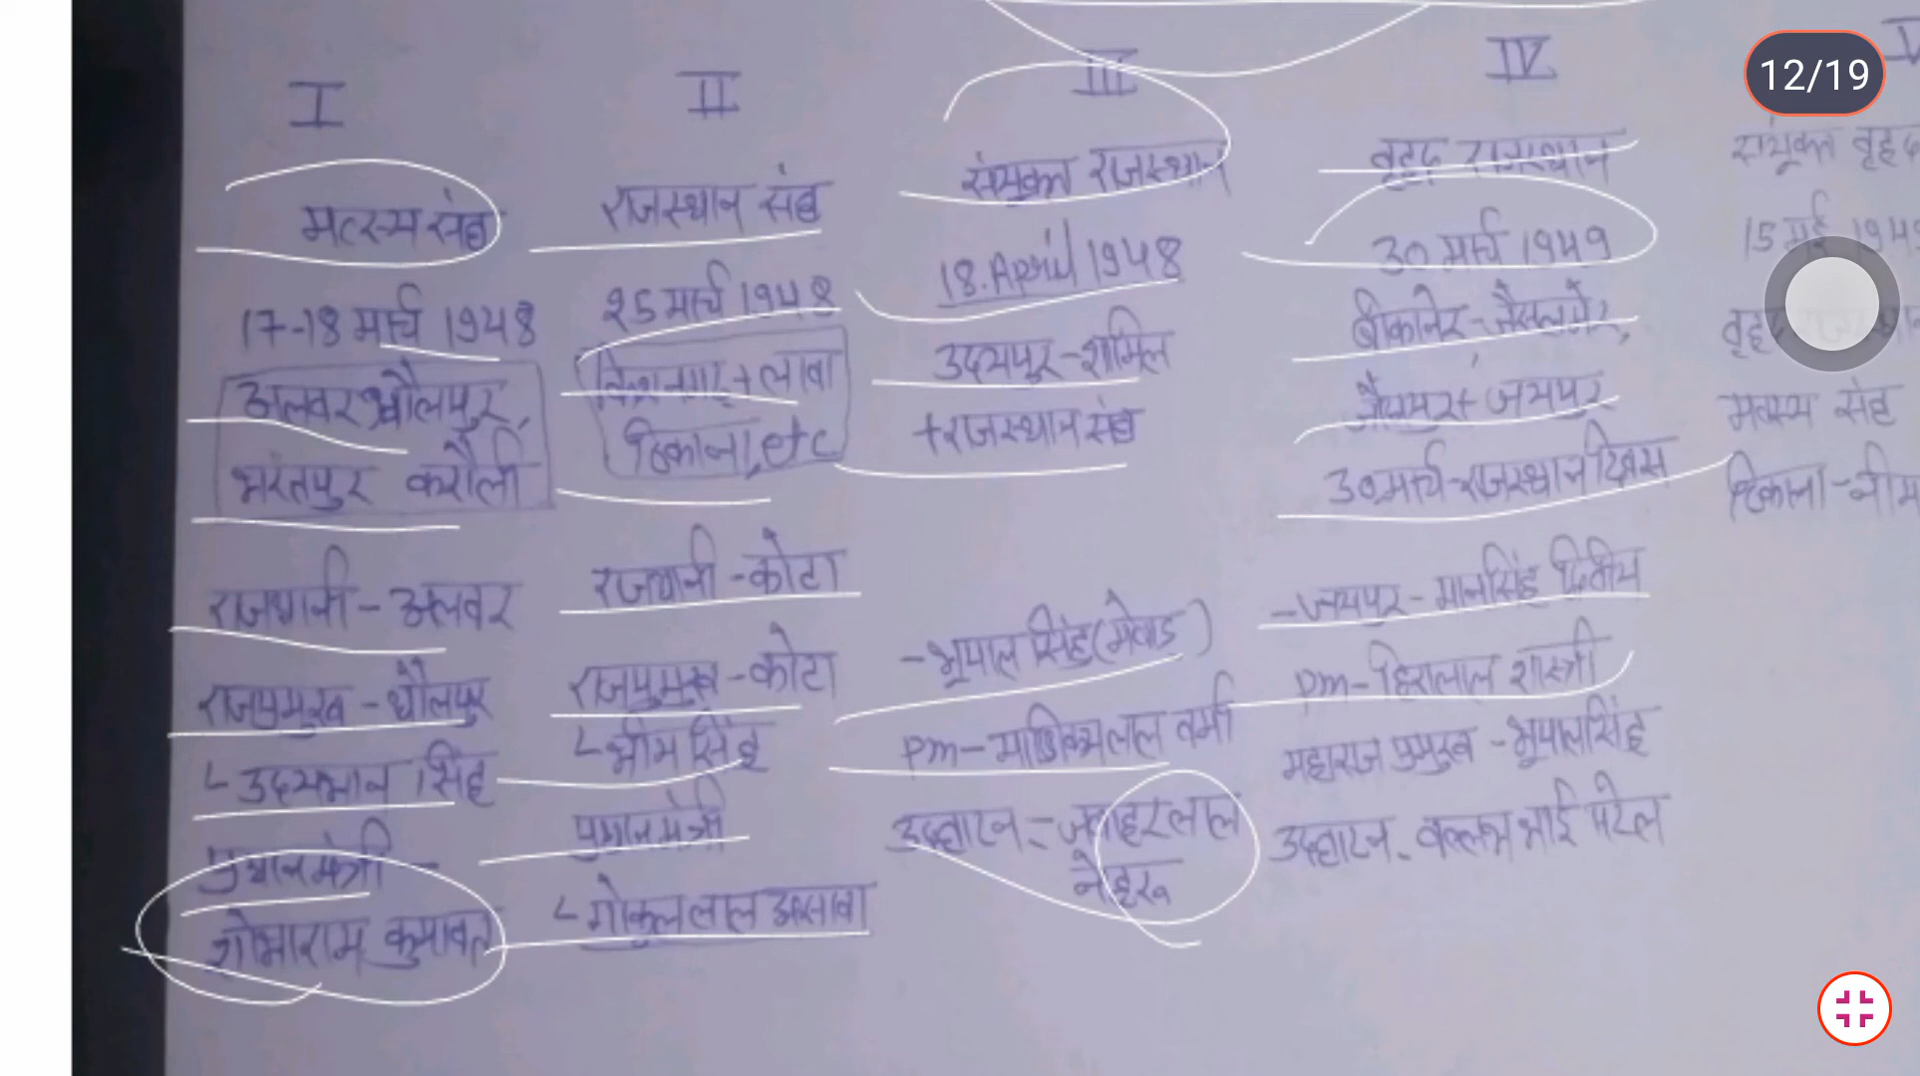 12/19
I
मत्स्य संघ
17-18 मार्च 1948
अलवर धौलपुर,
भरतपुर करौली
राजधानी - अलवर
राजप्रमुख - धौलपुर
उदयभान सिंह
प्रधानमंत्री -
शोभाराम कुमावत
II
राजस्थान संघ
25 मार्च 1948
किशनगढ़ + लावा
ठिकाना, etc
राजधानी - कोटा
राजप्रमुख - कोटा
भीम सिंह
प्रधानमंत्री
गोकुललाल असावा
III
संयुक्त राजस्थान
18. April 1948
उदयपुर - शामिल
+ राजस्थान संघ
- भूपाल सिंह (मेवाड़)
pm - माणिक्यलाल वर्मा
उद्घाटन - जवाहरलाल
नेहरू
IV
वृहद राजस्थान
30 मार्च 1949
बीकानेर, जैसलमेर,
+ जयपुर
30 मार्च - राजस्थान दिवस
- जयपुर - मानसिंह द्वितीय
pm - हिरालाल शास्त्री
महाराज प्रमुख - भूपालसिंह
उद्घाटन - वल्लभ भाई पटेल
संयुक्त वृहद
15 मई 1949
मत्स्य संघ
ठिकाना - नीम